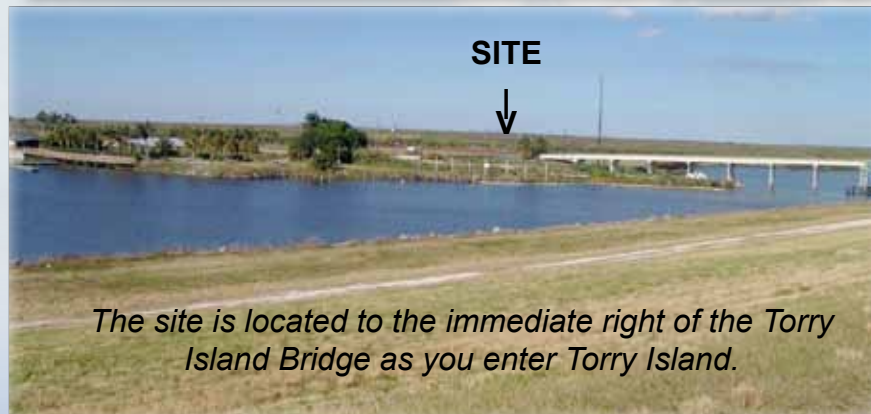 SITE
The site is located to the immediate right of the Torry
Island Bridge as you enter Torry Island.